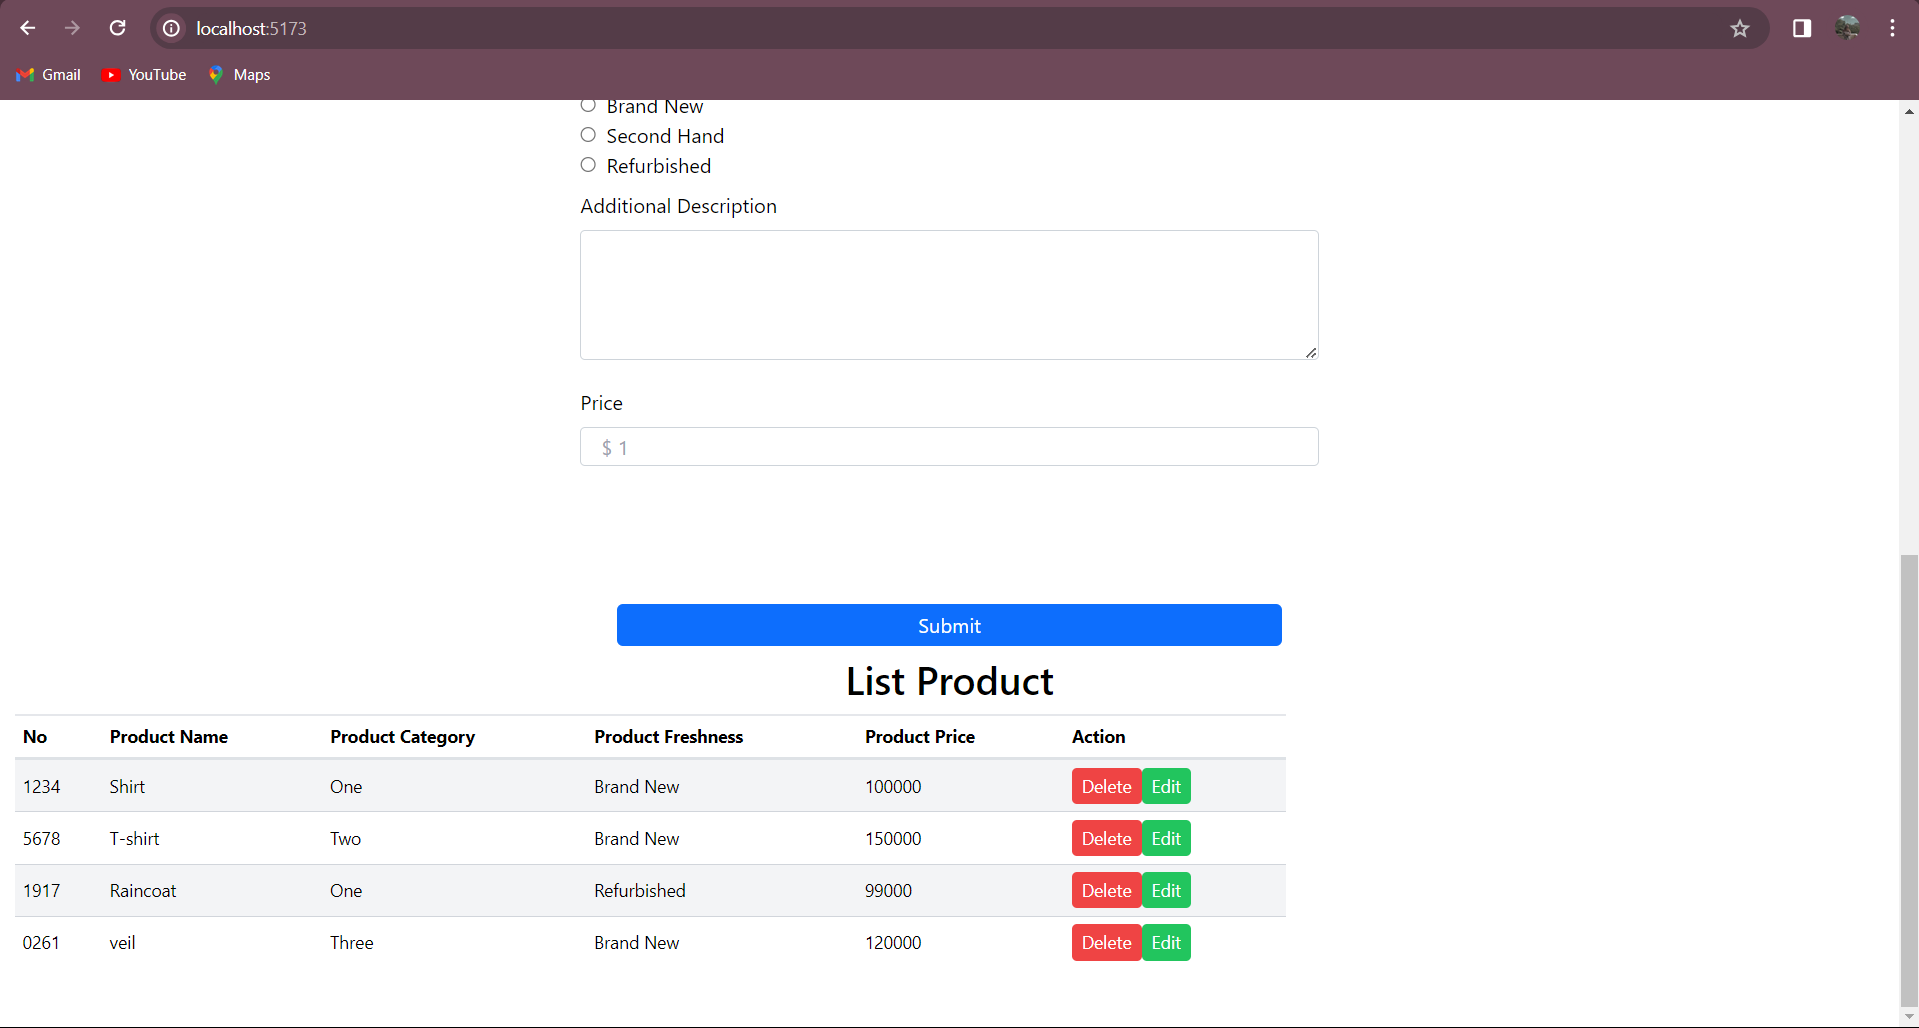 localhost:5173
Gmail YouTube Maps
Brand New
Second Hand
Refurbished
Additional Description
Price
$ 1
Submit
List Product
No Product Name Product Category Product Freshness Product Price Action
1234 Shirt One Brand New 100000 Delete Edit
5678 T-shirt Two Brand New 150000 Delete Edit
1917 Raincoat One Refurbished 99000 Delete Edit
0261 veil Three Brand New 120000 Delete Edit